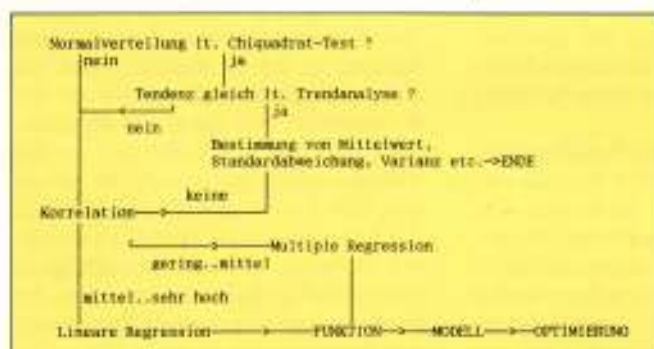 Normalverteilung lt. Chiquadrat-Test ?
nein ja
Tendenz gleich lt. Trendanalyse ?
nein ja
Bestimmung von Mittelwert,
Standardabweichung, Varianz etc.->ENDE
keine
Korrelation
Multiple Regression
gering..mittel
mittel..sehr hoch
Lineare Regression FUNKTION MODELL OPTIMIERUNG